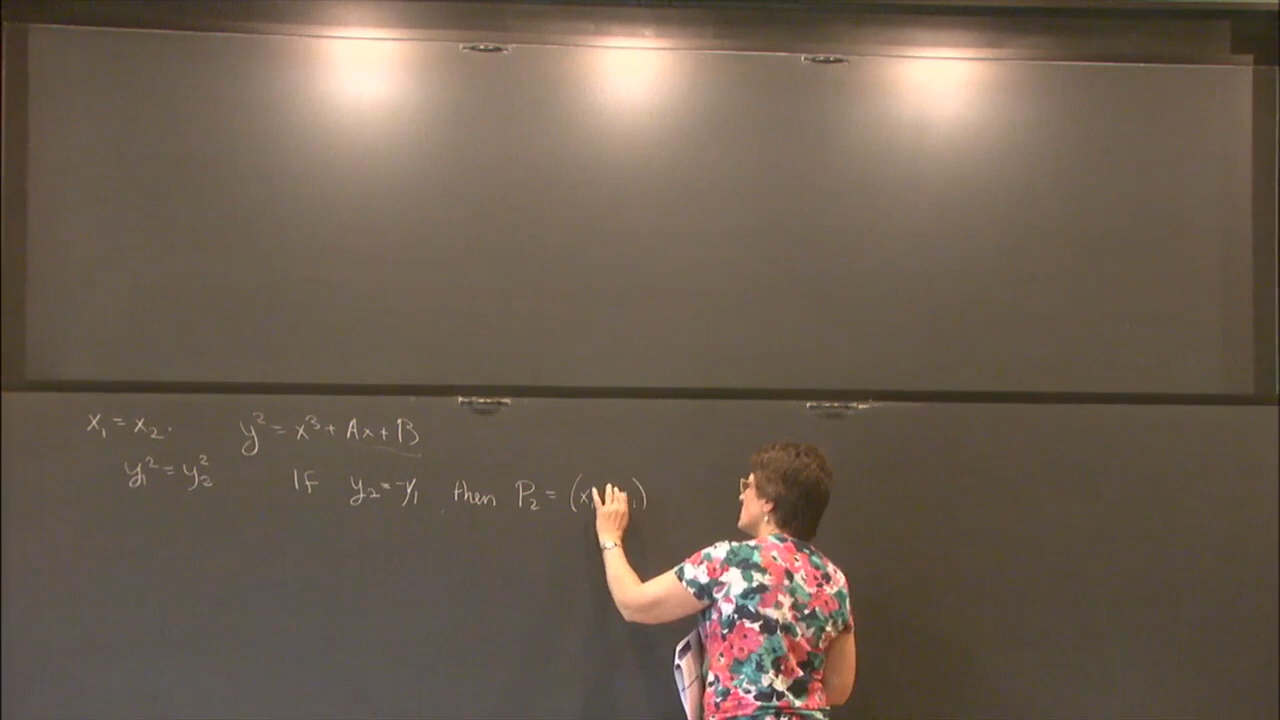 x₁ = x₂. y² = x³ + Ax + B
y₁² = y₂² If y₂ = -y₁, then P₂ = (x